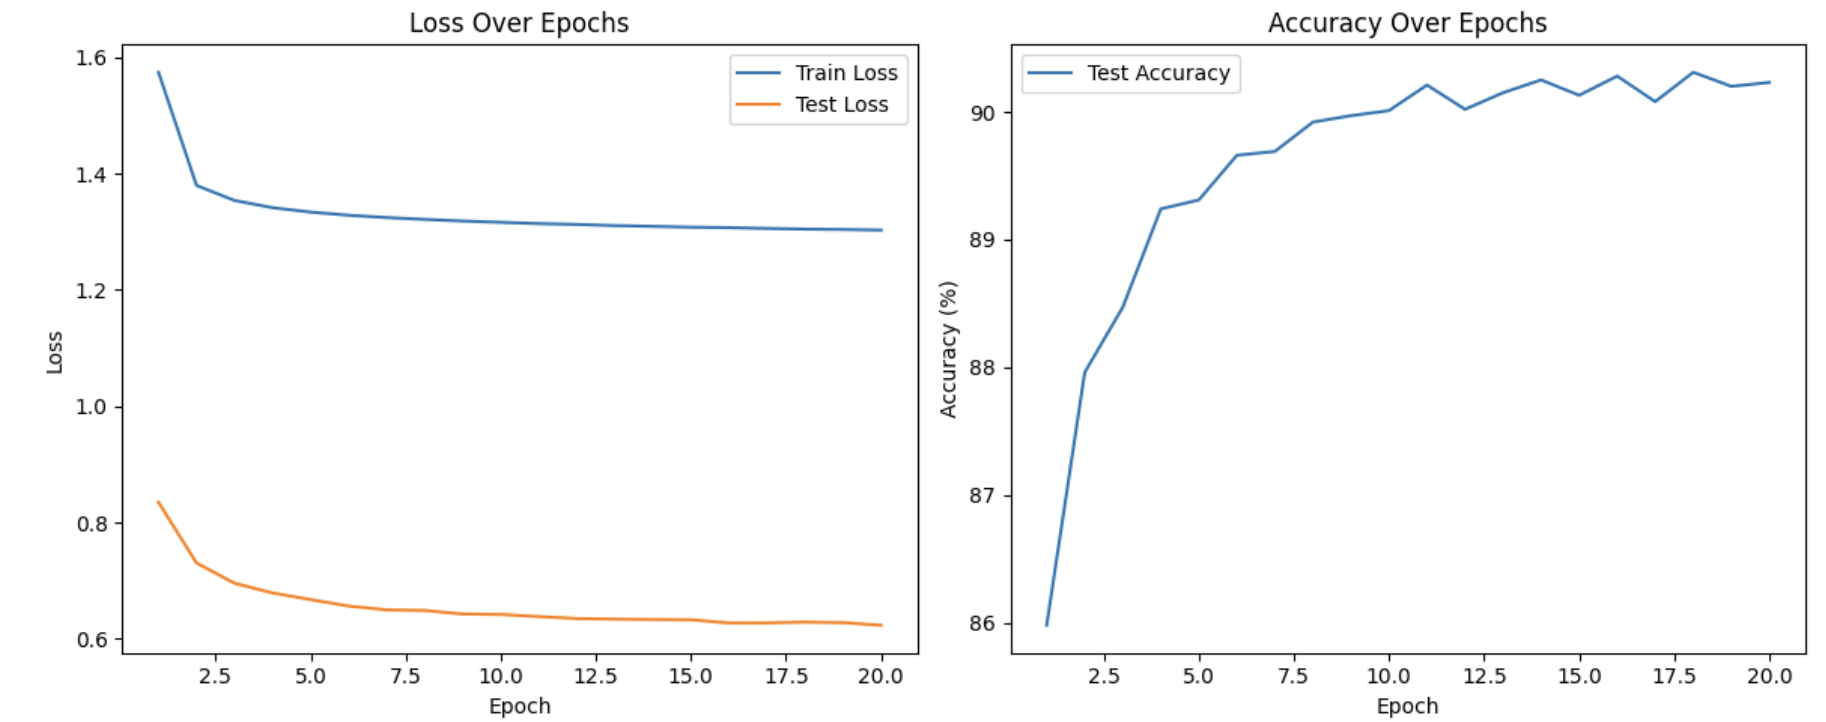 Loss Over Epochs
Train Loss
Test Loss
1.6
1.4
1.2
1.0
0.8
0.6
Loss
2.5 5.0 7.5 10.0 12.5 15.0 17.5 20.0
Epoch
Accuracy Over Epochs
Test Accuracy
90
89
88
87
86
Accuracy (%)
2.5 5.0 7.5 10.0 12.5 15.0 17.5 20.0
Epoch